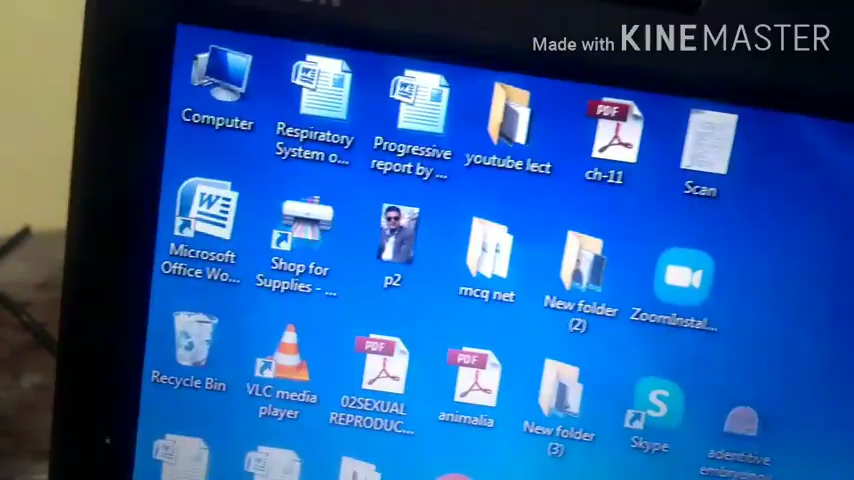 Made with KINEMASTER
Computer
Respiratory
System o...
Progressive
report by ...
youtube lect
PDF
ch-11
Scan
Microsoft
Office Wo...
Shop for
Supplies - ...
p2
mcq net
New folder
(2)
ZoomInstal...
Recycle Bin
VLC media
player
PDF
02SEXUAL
REPRODUC...
PDF
animalia
New folder
(3)
Skype